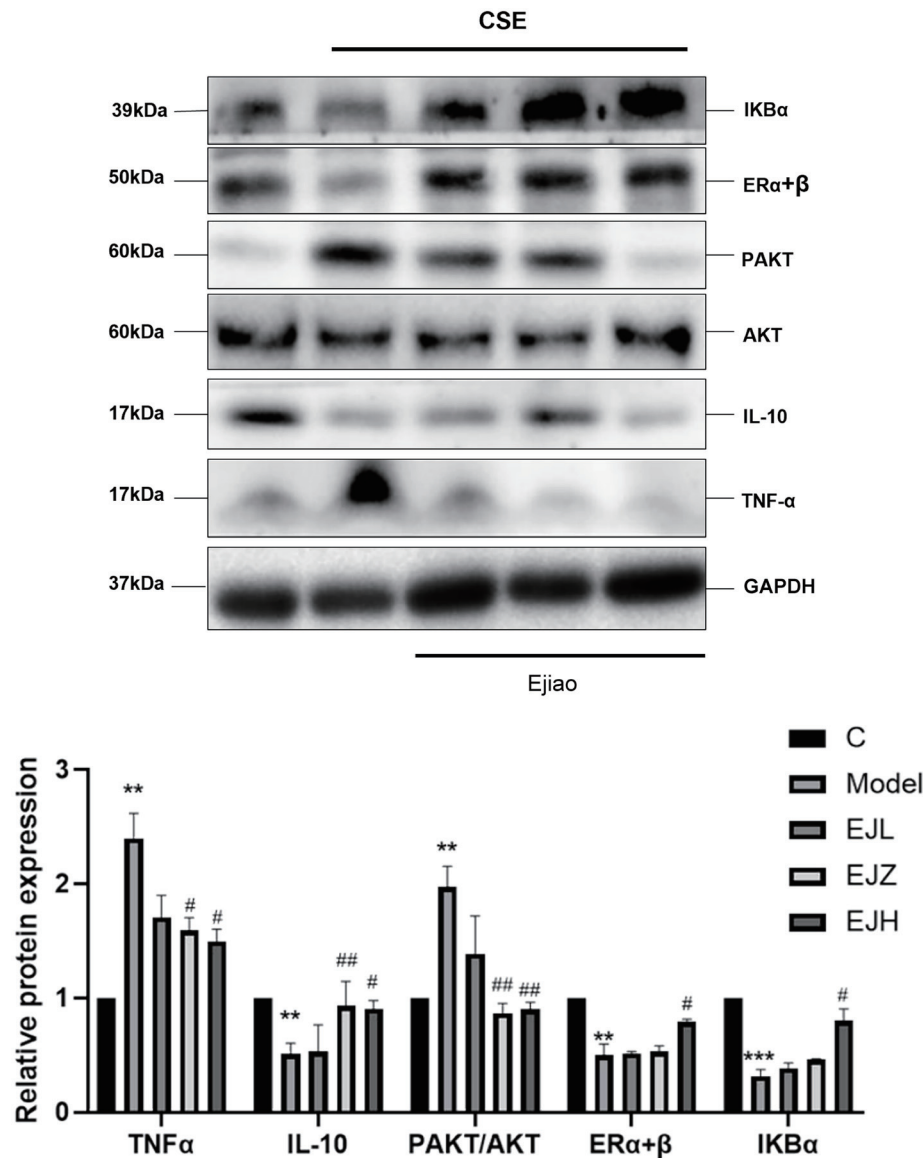 CSE
39kDa IKBα
50kDa ERα+β
60kDa PAKT
60kDa AKT
17kDa IL-10
17kDa TNF-α
37kDa GAPDH
Ejiao
C
Model
EJL
EJZ
EJH
Relative protein expression
3
2
1
0
** # #
** ## #
** ## ##
** #
*** #
TNFα IL-10 PAKT/AKT ERα+β IKBα